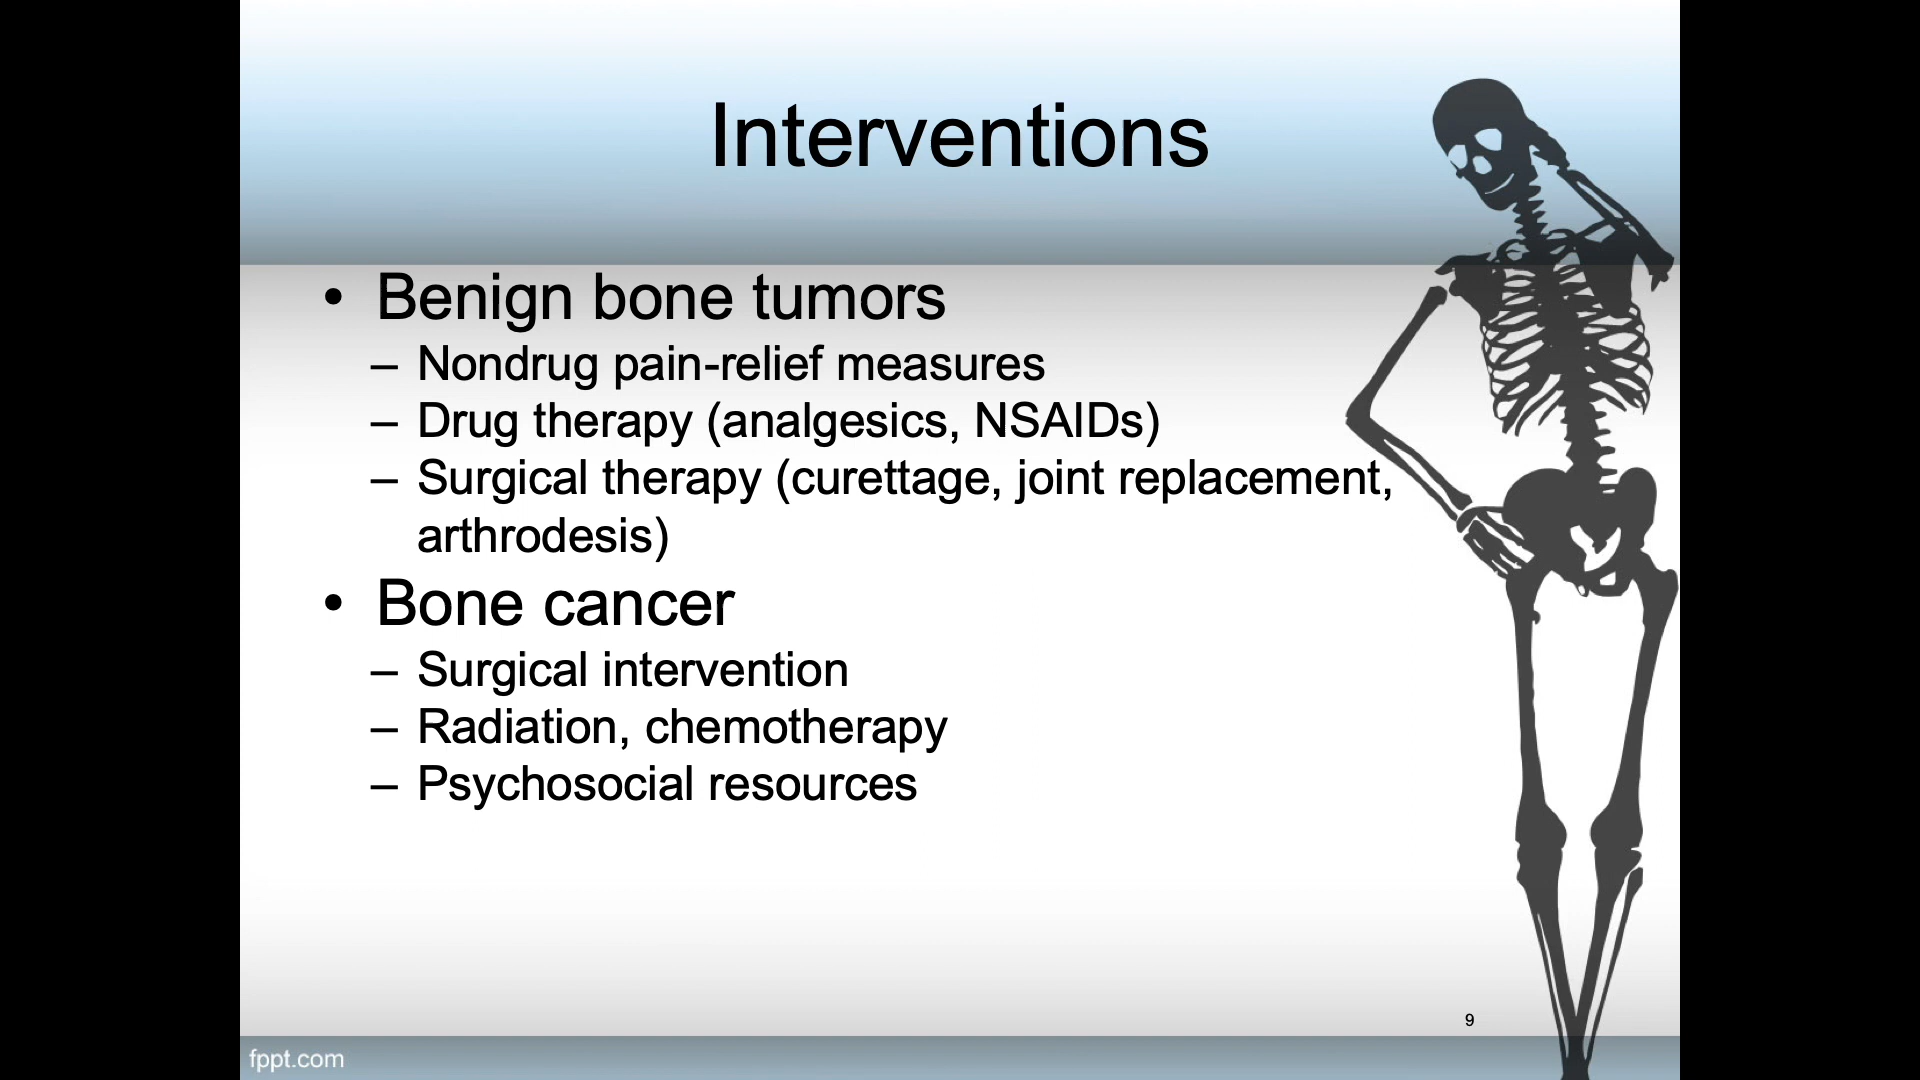 Interventions
• Benign bone tumors
– Nondrug pain-relief measures
– Drug therapy (analgesics, NSAIDs)
– Surgical therapy (curettage, joint replacement,
arthrodesis)
• Bone cancer
– Surgical intervention
– Radiation, chemotherapy
– Psychosocial resources
9
fppt.com